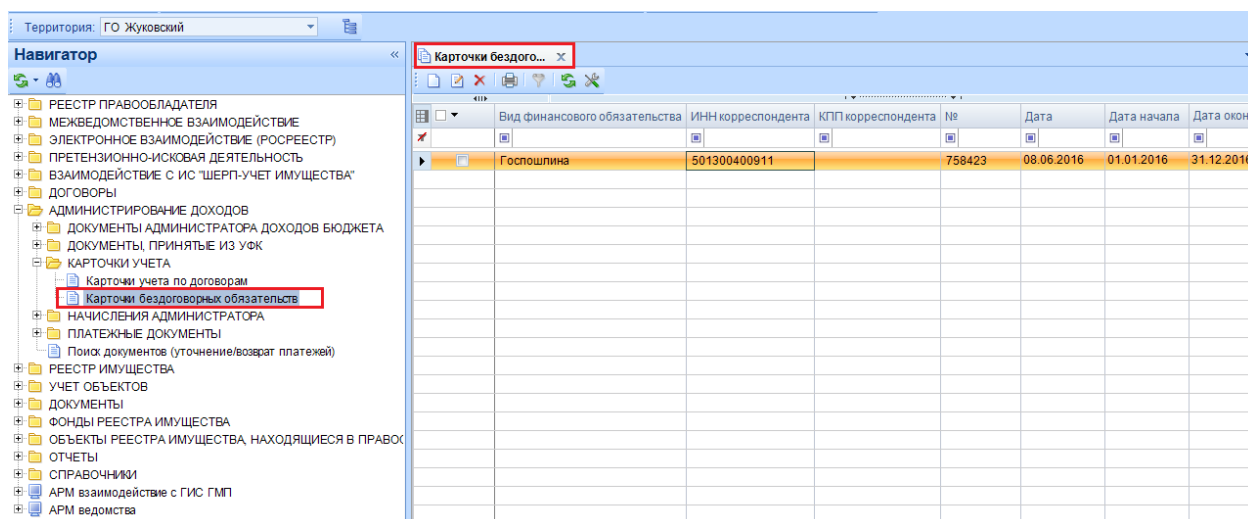 Территория: ГО Жуковский
Навигатор
РЕЕСТР ПРАВООБЛАДАТЕЛЯ
МЕЖВЕДОМСТВЕННОЕ ВЗАИМОДЕЙСТВИЕ
ЭЛЕКТРОННОЕ ВЗАИМОДЕЙСТВИЕ (РОСРЕЕСТР)
ПРЕТЕНЗИОННО-ИСКОВАЯ ДЕЯТЕЛЬНОСТЬ
ВЗАИМОДЕЙСТВИЕ С ИС "ШЕРП-УЧЕТ ИМУЩЕСТВА"
ДОГОВОРЫ
АДМИНИСТРИРОВАНИЕ ДОХОДОВ
ДОКУМЕНТЫ АДМИНИСТРАТОРА ДОХОДОВ БЮДЖЕТА
ДОКУМЕНТЫ, ПРИНЯТЫЕ ИЗ УФК
КАРТОЧКИ УЧЕТА
Карточки учета по договорам
Карточки бездоговорных обязательств
НАЧИСЛЕНИЯ АДМИНИСТРАТОРА
ПЛАТЕЖНЫЕ ДОКУМЕНТЫ
Поиск документов (уточнение/возврат платежей)
РЕЕСТР ИМУЩЕСТВА
УЧЕТ ОБЪЕКТОВ
ДОКУМЕНТЫ
ФОНДЫ РЕЕСТРА ИМУЩЕСТВА
ОБЪЕКТЫ РЕЕСТРА ИМУЩЕСТВА, НАХОДЯЩИЕСЯ В ПРАВОО
ОТЧЕТЫ
СПРАВОЧНИКИ
АРМ взаимодействие с ГИС ГМП
АРМ ведомства
Карточки бездого... x
Вид финансового обязательства ИНН корреспондента КПП корреспондента № Дата Дата начала Дата окон
Госпошлина 501300400911 758423 08.06.2016 01.01.2016 31.12.2016